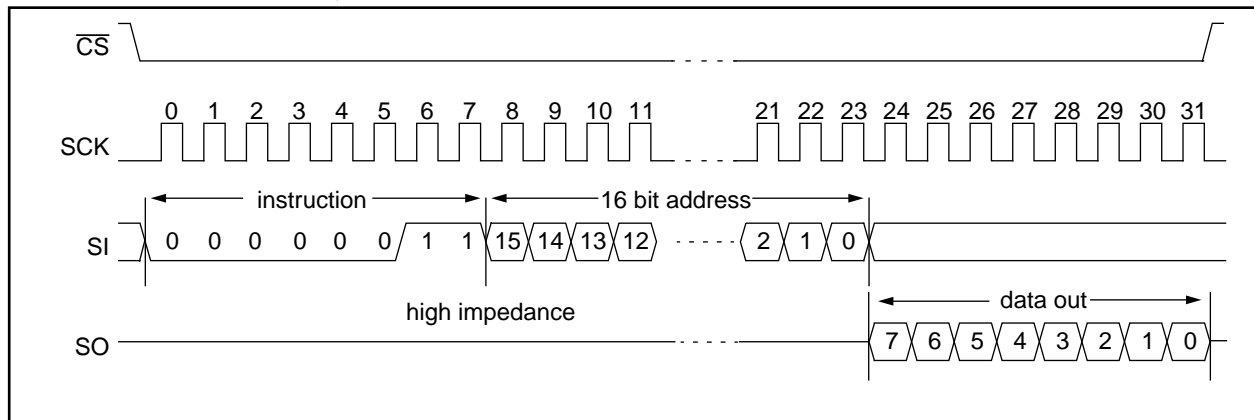 CS
0 1 2 3 4 5 6 7 8 9 10 11 21 22 23 24 25 26 27 28 29 30 31
SCK
instruction 16 bit address
SI 0 0 0 0 0 0 1 1 15 14 13 12 2 1 0
high impedance data out
SO 7 6 5 4 3 2 1 0